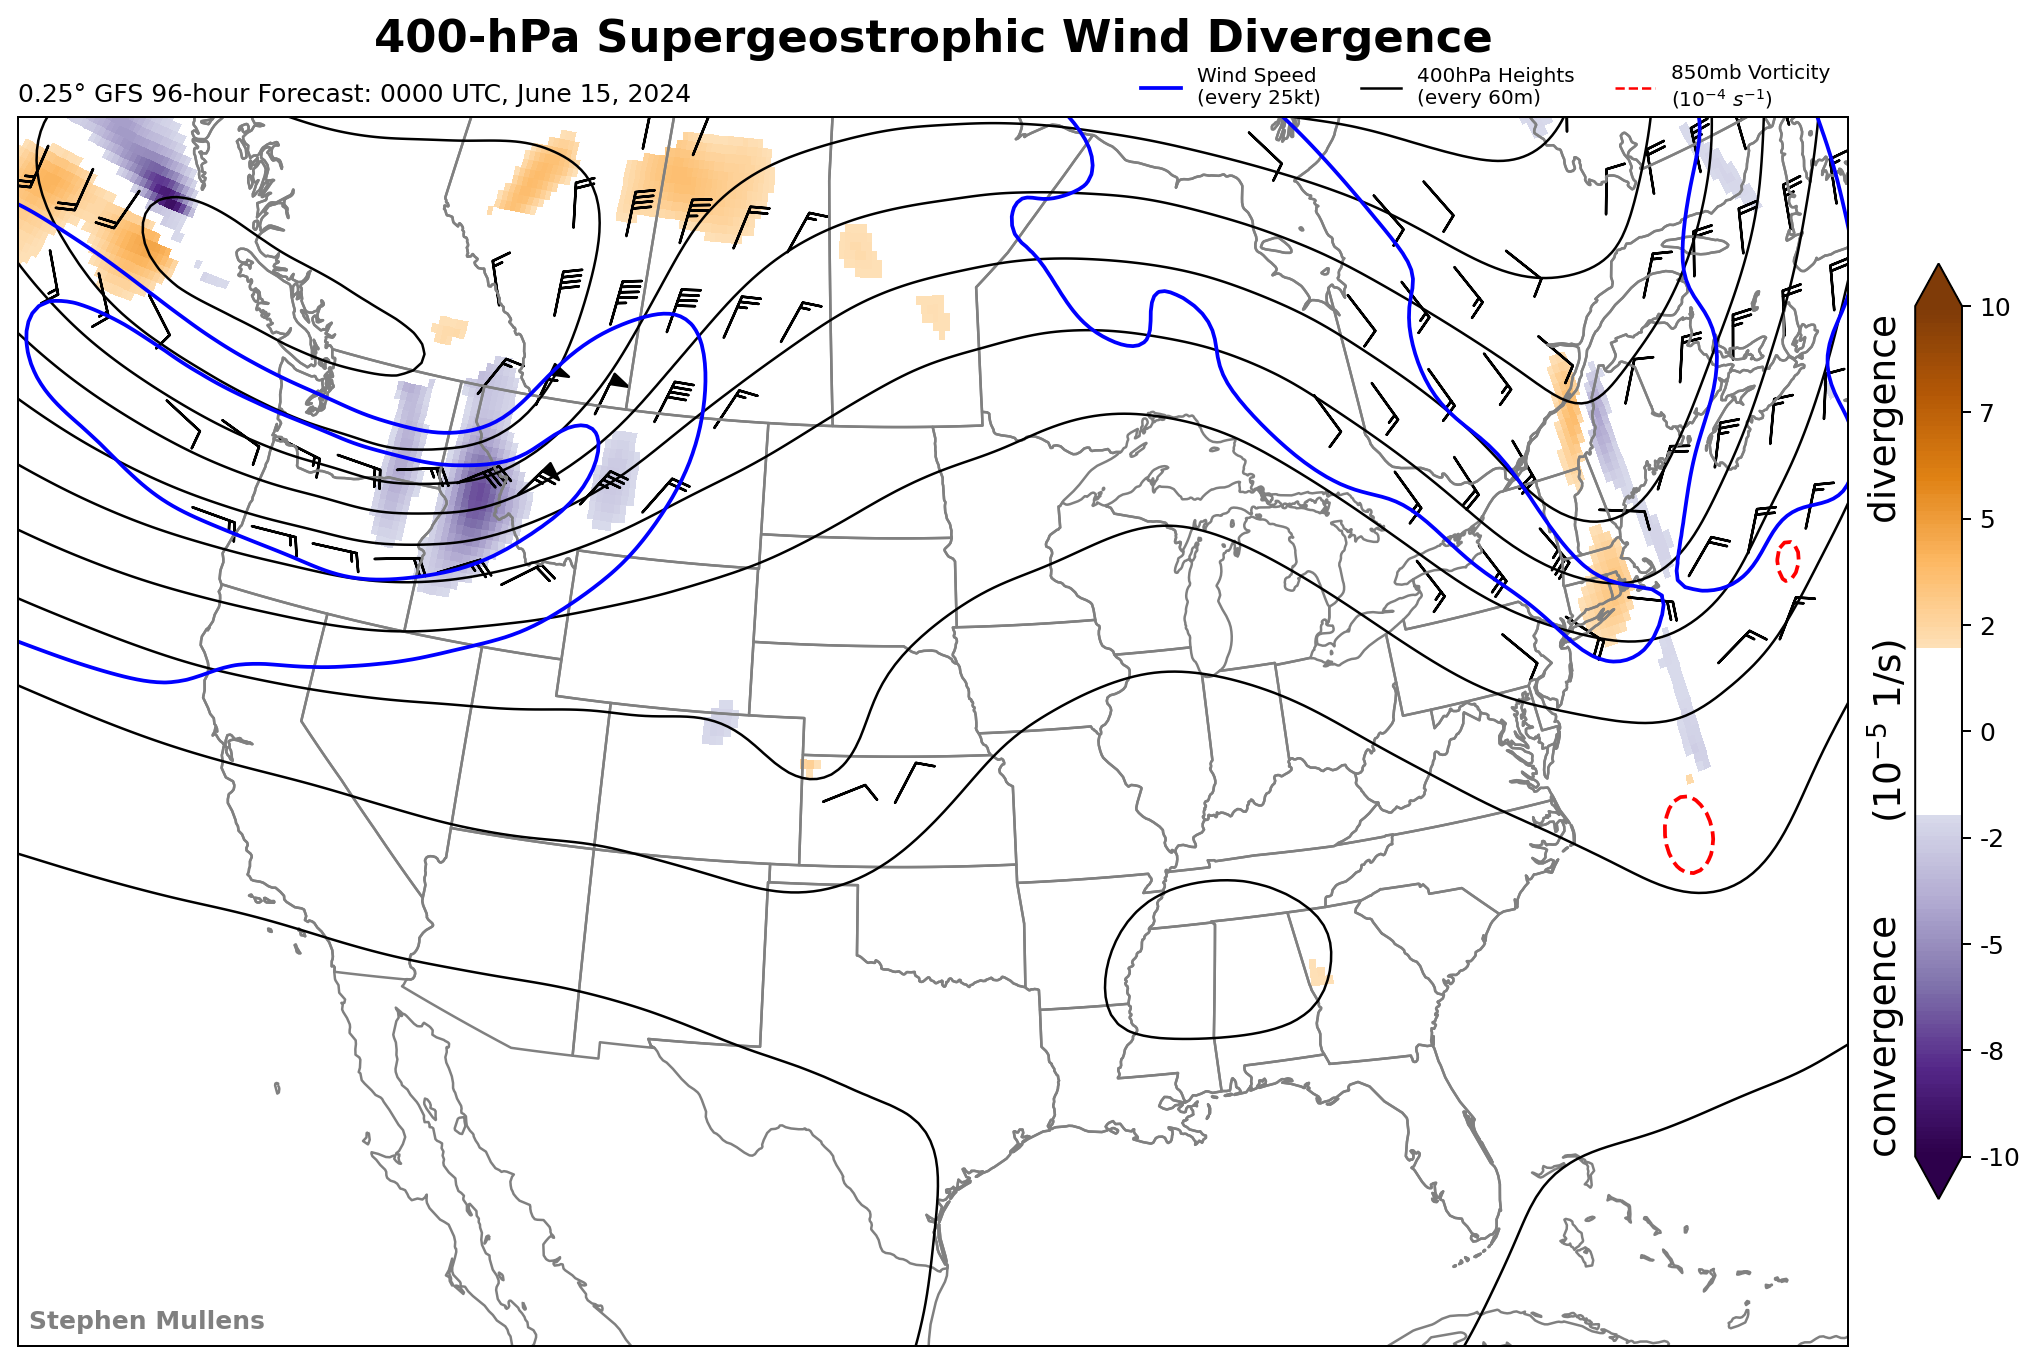 400-hPa Supergeostrophic Wind Divergence
0.25° GFS 96-hour Forecast: 0000 UTC, June 15, 2024
Wind Speed
(every 25kt)
400hPa Heights
(every 60m)
850mb Vorticity
(10⁻⁴ s⁻¹)
10
7
5
2
0
-2
-5
-8
-10
convergence (10⁻⁵ 1/s) divergence
Stephen Mullens